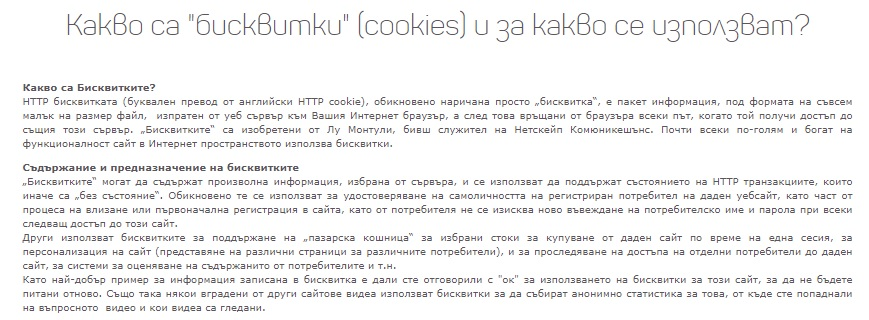 Какво са "бисквитки" (cookies) и за какво се използват?
Какво са Бисквитките?
HTTP бисквитката (буквален превод от английски HTTP cookie), обикновено наричана просто „бисквитка“, е пакет информация, под формата на съвсем
малък на размер файл, изпратен от уеб сървър към Вашия Интернет браузър, а след това връщани от браузъра всеки път, когато той получи достъп до
същия този сървър. „Бисквитките“ са изобретени от Лу Монтули, бивш служител на Нетскейп Комюникешънс. Почти всеки по-голям и богат на
функционалност сайт в Интернет пространството използва бисквитки.
Съдържание и предназначение на бисквитките
„Бисквитките“ могат да съдържат произволна информация, избрана от сървъра, и се използват да поддържат състоянието на HTTP транзакциите, които
иначе са „без състояние“. Обикновено те се използват за удостоверяване на самоличността на регистриран потребител на даден уебсайт, като част от
процеса на влизане или първоначална регистрация в сайта, като от потребителя не се изисква ново въвеждане на потребителско име и парола при всеки
следващ достъп до този сайт.
Други използват бисквитките за поддържане на „пазарска кошница“ за избрани стоки за купуване от даден сайт по време на една сесия, за
персонализация на сайт (представяне на различни страници за различните потребители), и за проследяване на достъпа на отделни потребители до даден
сайт, за системи за оценяване на съдържанието от потребителите и т.н.
Като най-добър пример за информация записана в бисквитка е дали сте отговорили с "ок" за използването на бисквитки за този сайт, за да не бъдете
питани отново. Също така някои вградени от други сайтове видеа използват бисквитки за да събират анонимно статистика за това, от къде сте попаднали
на въпросното видео и кои видеа са гледани.